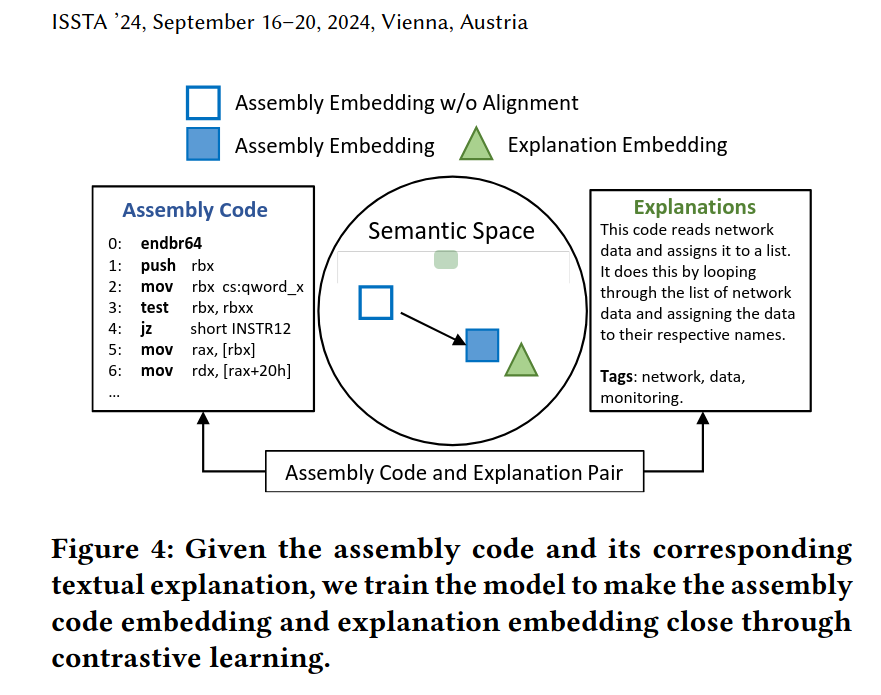 ISSTA ’24, September 16–20, 2024, Vienna, Austria
Assembly Embedding w/o Alignment
Assembly Embedding
Explanation Embedding
Assembly Code
0: endbr64
1: push rbx
2: mov rbx cs:qword_x
3: test rbx, rbxx
4: jz short INSTR12
5: mov rax, [rbx]
6: mov rdx, [rax+20h]
...
Semantic Space
Explanations
This code reads network
data and assigns it to a list.
It does this by looping
through the list of network
data and assigning the data
to their respective names.
Tags: network, data,
monitoring.
Assembly Code and Explanation Pair
Figure 4: Given the assembly code and its corresponding
textual explanation, we train the model to make the assembly
code embedding and explanation embedding close through
contrastive learning.